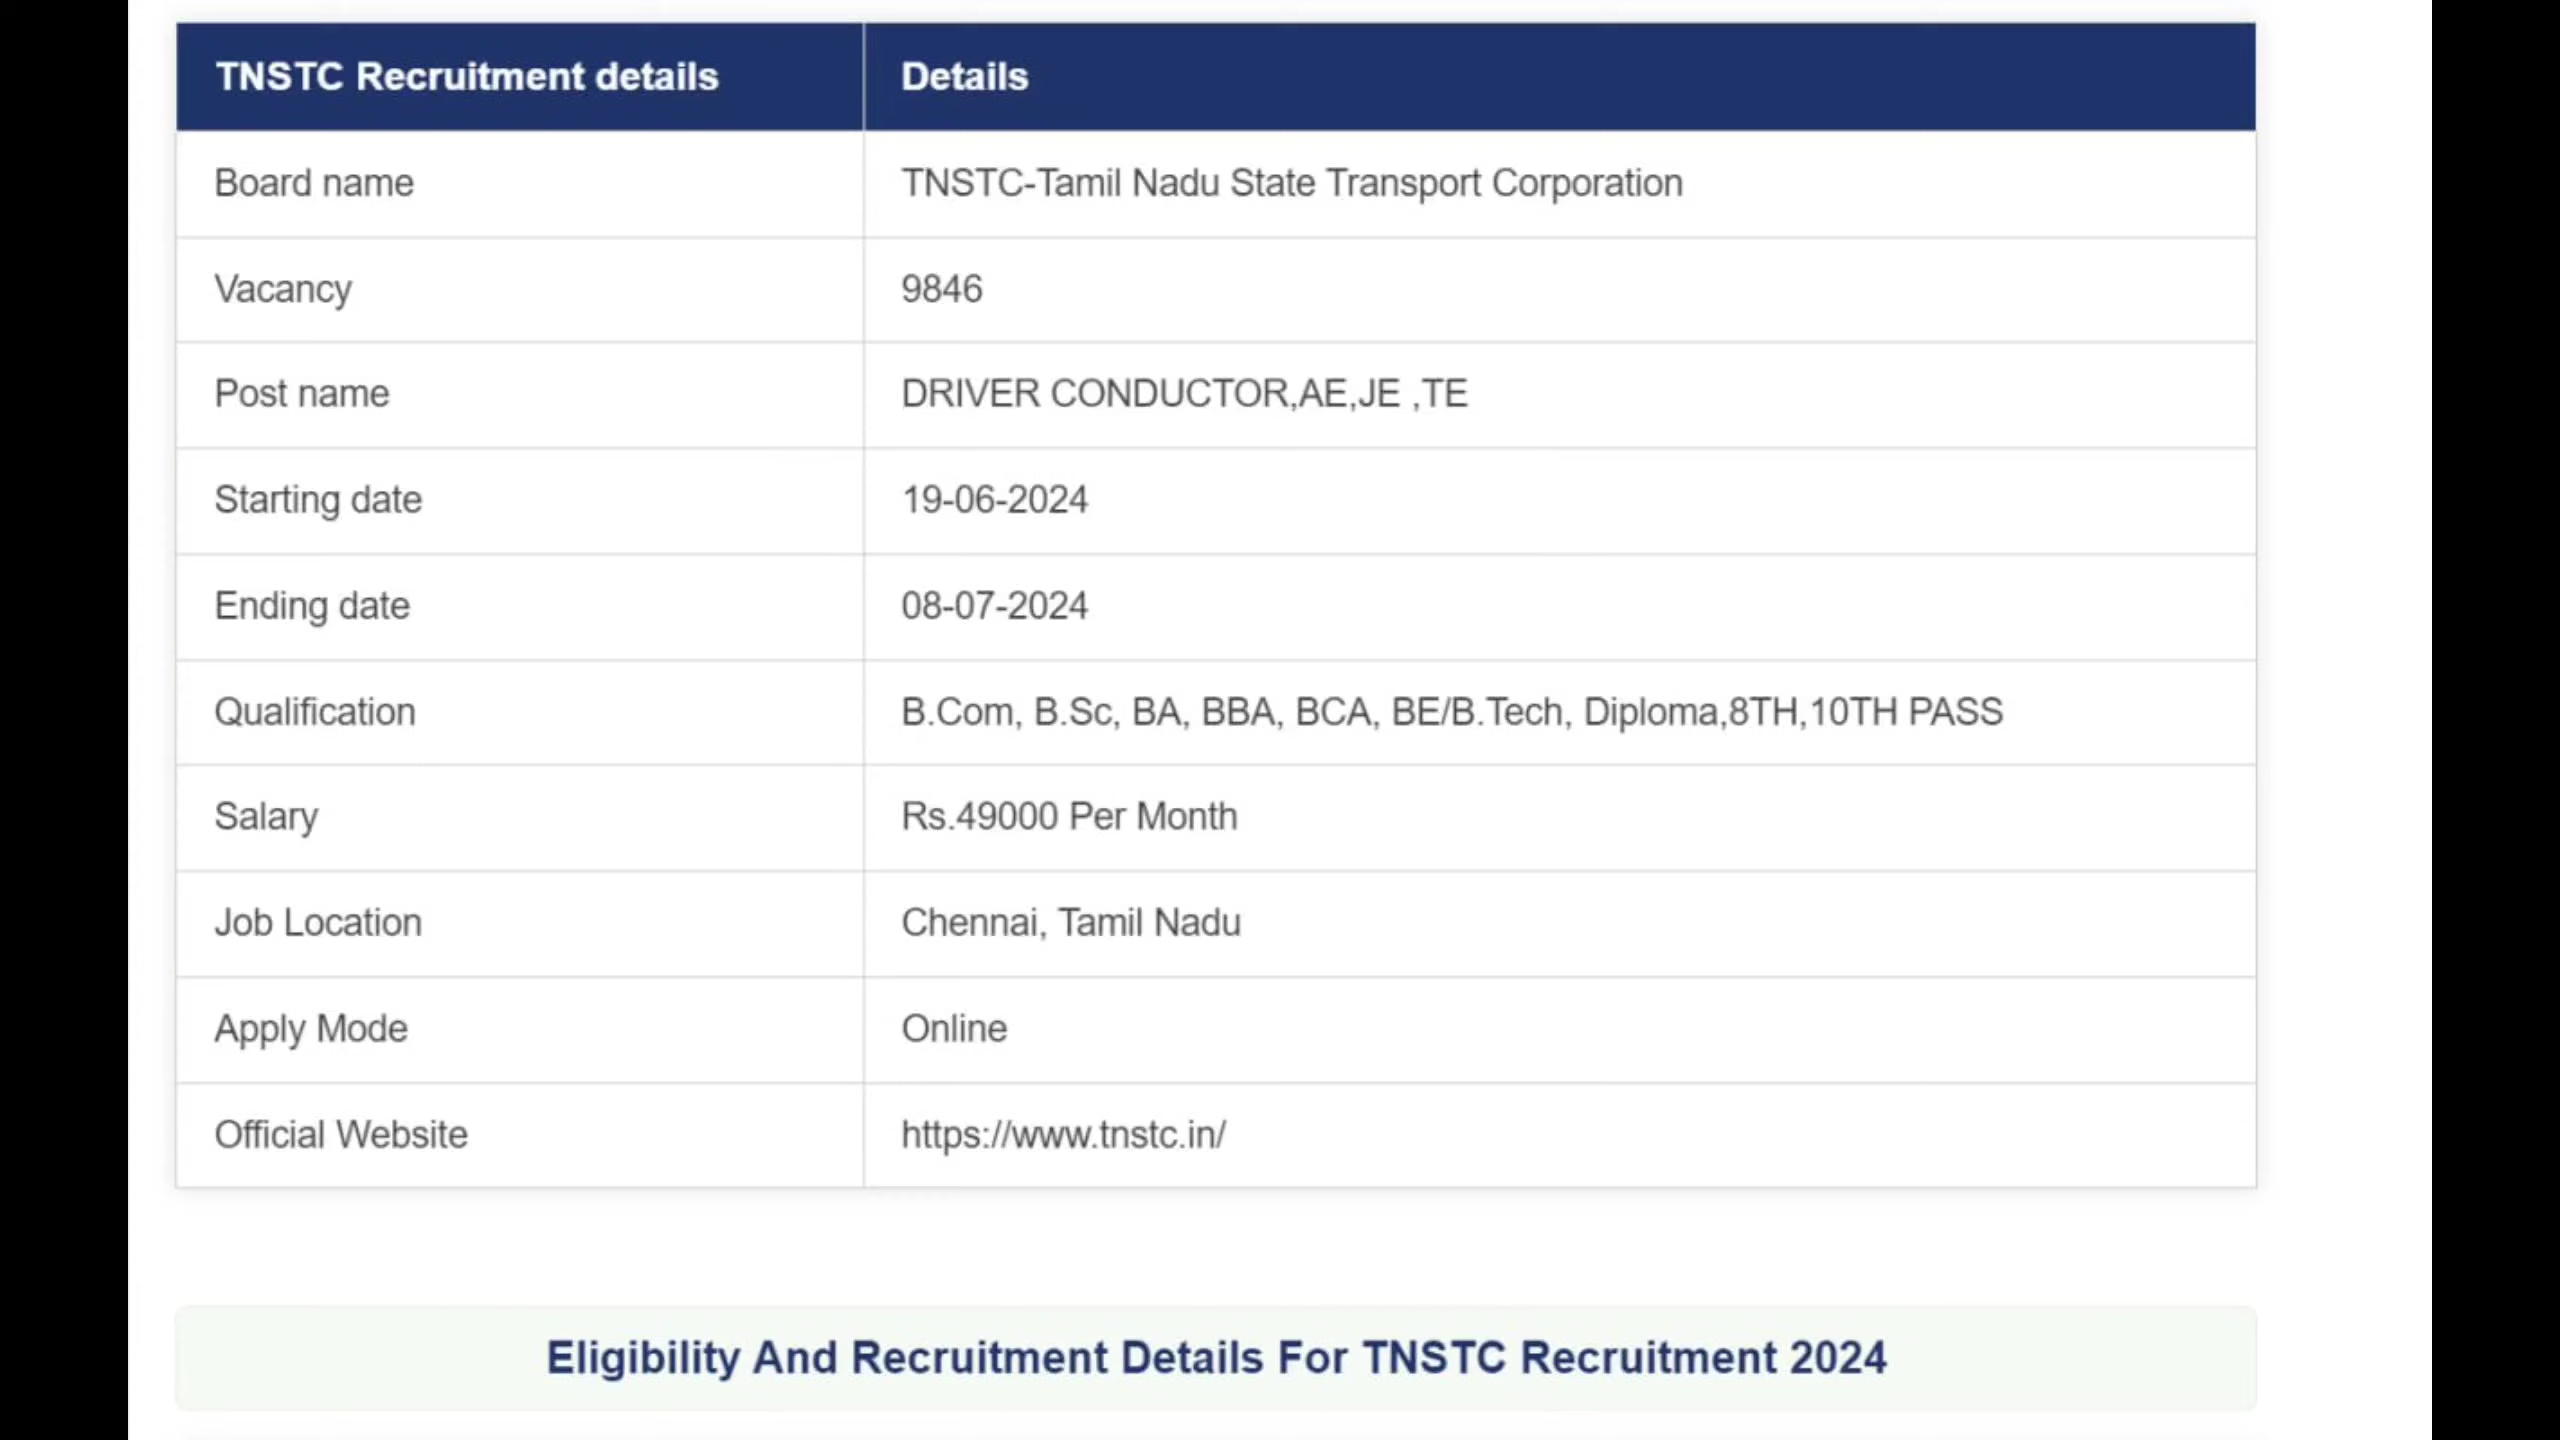 TNSTC Recruitment details Details
Board name TNSTC-Tamil Nadu State Transport Corporation
Vacancy 9846
Post name DRIVER CONDUCTOR,AE,JE ,TE
Starting date 19-06-2024
Ending date 08-07-2024
Qualification B.Com, B.Sc, BA, BBA, BCA, BE/B.Tech, Diploma,8TH,10TH PASS
Salary Rs.49000 Per Month
Job Location Chennai, Tamil Nadu
Apply Mode Online
Official Website https://www.tnstc.in/
Eligibility And Recruitment Details For TNSTC Recruitment 2024